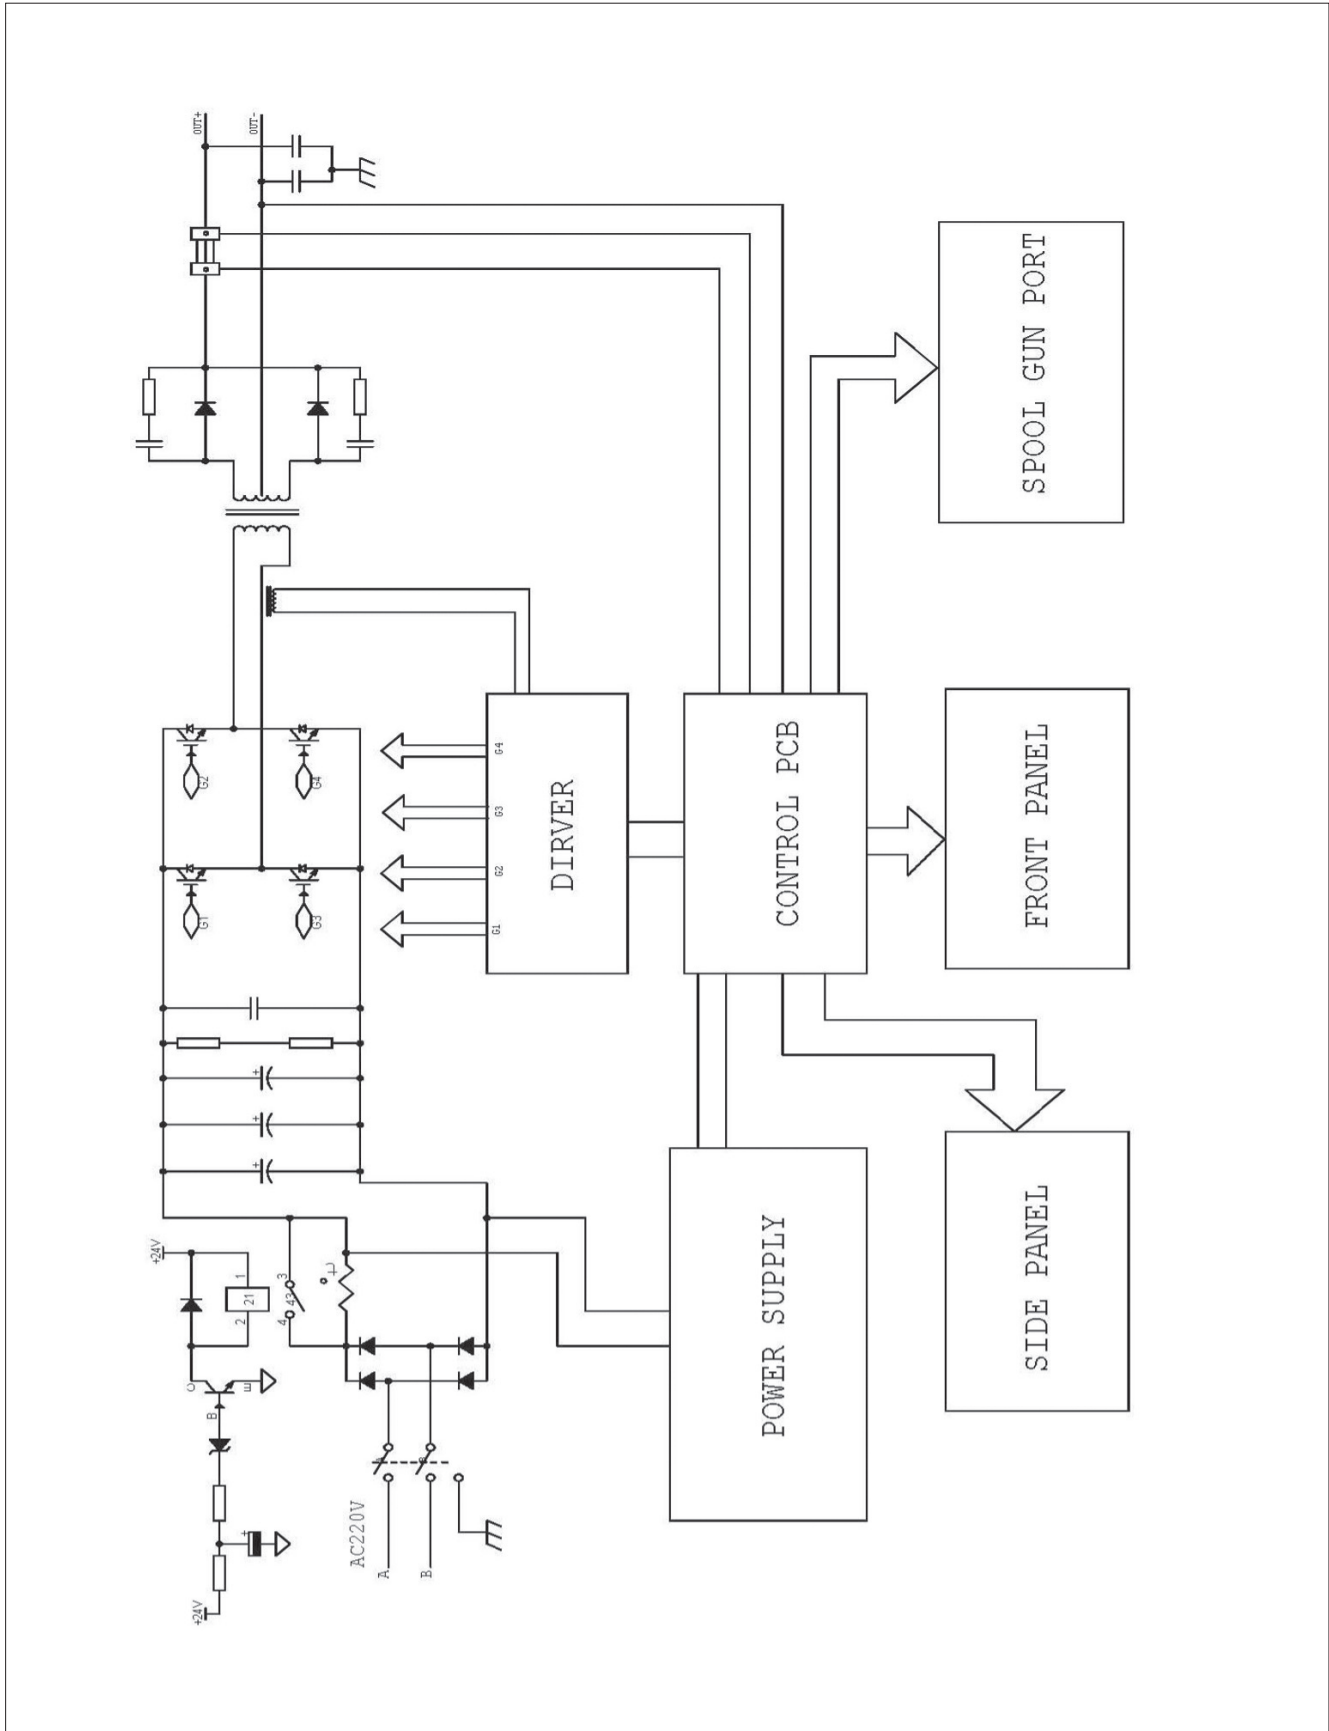 +24V
+24V
C
B
E
2
1
21
+
G1
G2
OUT+
OUT-
+
+
+
4
3
43
G3
G4
AC220V
A
B
G1
G2
G3
G4
DIRVER
POWER SUPPLY
CONTROL PCB
SIDE PANEL
FRONT PANEL
SPOOL GUN PORT